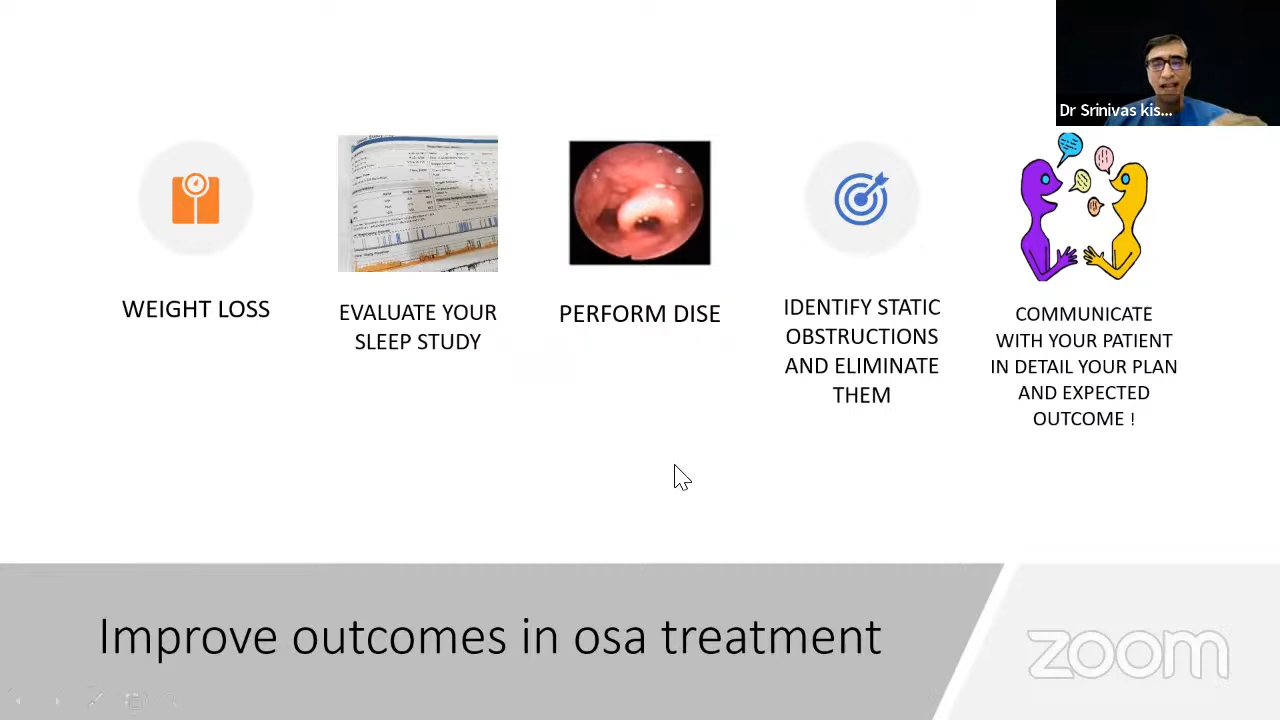 Dr Srinivas kis...
WEIGHT LOSS
EVALUATE YOUR
SLEEP STUDY
PERFORM DISE
IDENTIFY STATIC
OBSTRUCTIONS
AND ELIMINATE
THEM
COMMUNICATE
WITH YOUR PATIENT
IN DETAIL YOUR PLAN
AND EXPECTED
OUTCOME !
Improve outcomes in osa treatment
zoom